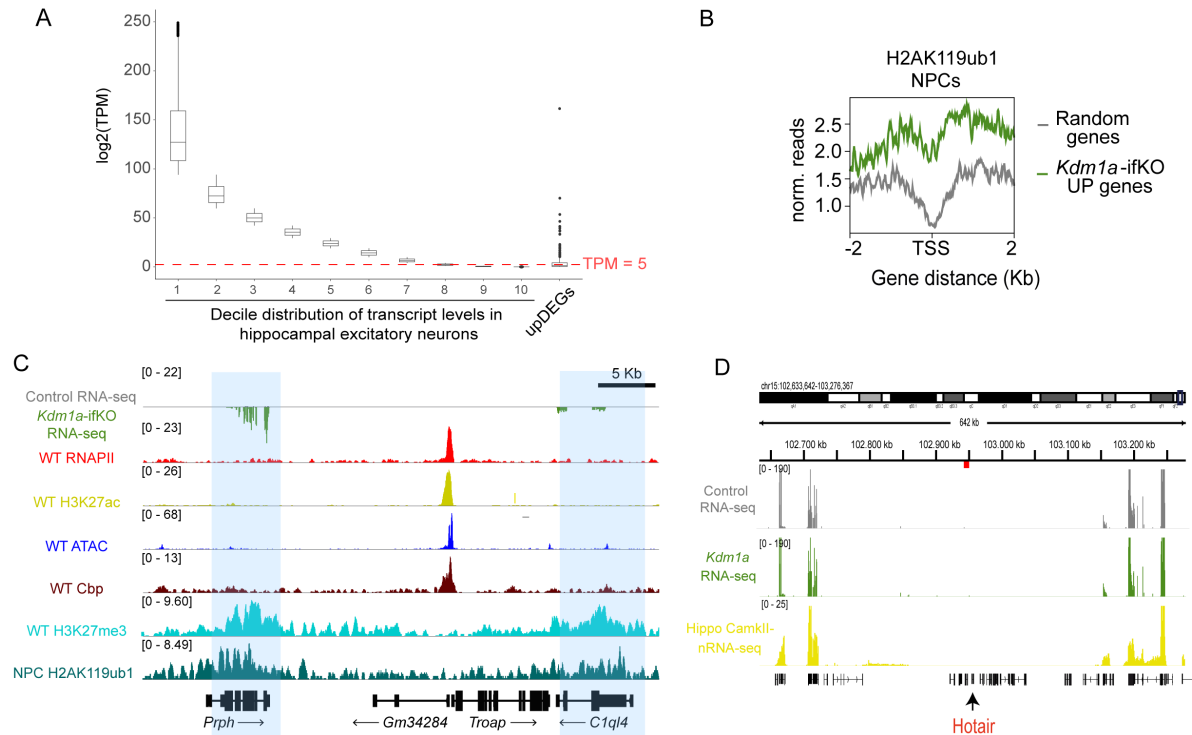 A
log2(TPM)
250
200
150
100
50
0
TPM = 5
1 2 3 4 5 6 7 8 9 10
upDEGs
Decile distribution of transcript levels in
hippocampal excitatory neurons
B
H2AK119ub1
NPCs
norm. reads
2.5
2.0
1.5
1.0
-2 TSS 2
Gene distance (Kb)
Random
genes
Kdm1a-ifKO
UP genes
C
[0 - 22]
5 Kb
Control RNA-seq
Kdm1a-ifKO
RNA-seq
[0 - 23]
WT RNAPII
[0 - 26]
WT H3K27ac
[0 - 68]
WT ATAC
[0 - 13]
WT Cbp
[0 - 9.60]
WT H3K27me3
[0 - 8.49]
NPC H2AK119ub1
Prph
Gm34284
Troap
C1ql4
D
chr15:102,633,642-103,276,367
642 kb
102.700 kb 102.800 kb 102.900 kb 103.000 kb 103.100 kb 103.200 kb
[0 - 190]
Control
RNA-seq
[0 - 190]
Kdm1a
RNA-seq
[0 - 25]
Hippo CamkII-
nRNA-seq
Hotair